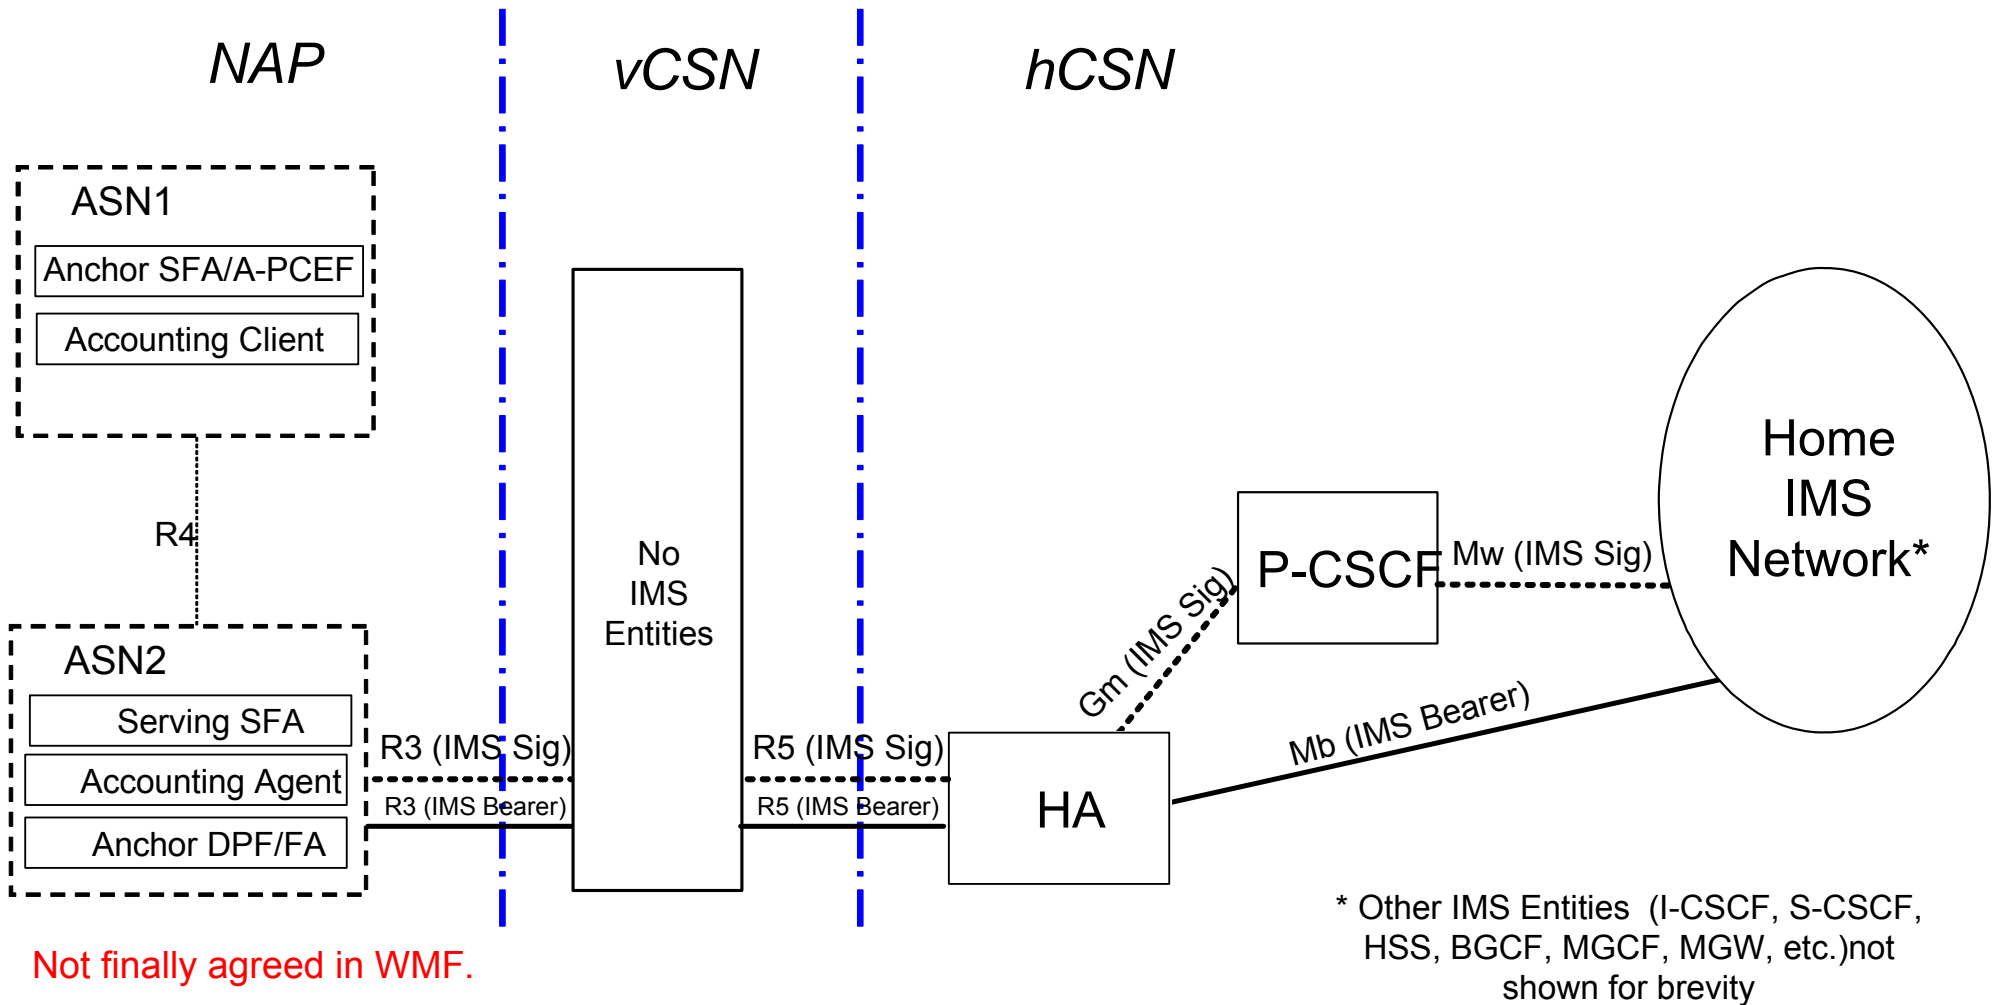 NAP
vCSN
hCSN
ASN1
Anchor SFA/A-PCEF
Accounting Client
R4
ASN2
Serving SFA
Accounting Agent
Anchor DPF/FA
R3 (IMS Sig)
R3 (IMS Bearer)
No
IMS
Entities
R5 (IMS Sig)
R5 (IMS Bearer)
HA
Gm (IMS Sig)
P-CSCF
Mw (IMS Sig)
Mb (IMS Bearer)
Home
IMS
Network*
* Other IMS Entities (I-CSCF, S-CSCF,
HSS, BGCF, MGCF, MGW, etc.)not
shown for brevity
Not finally agreed in WMF.